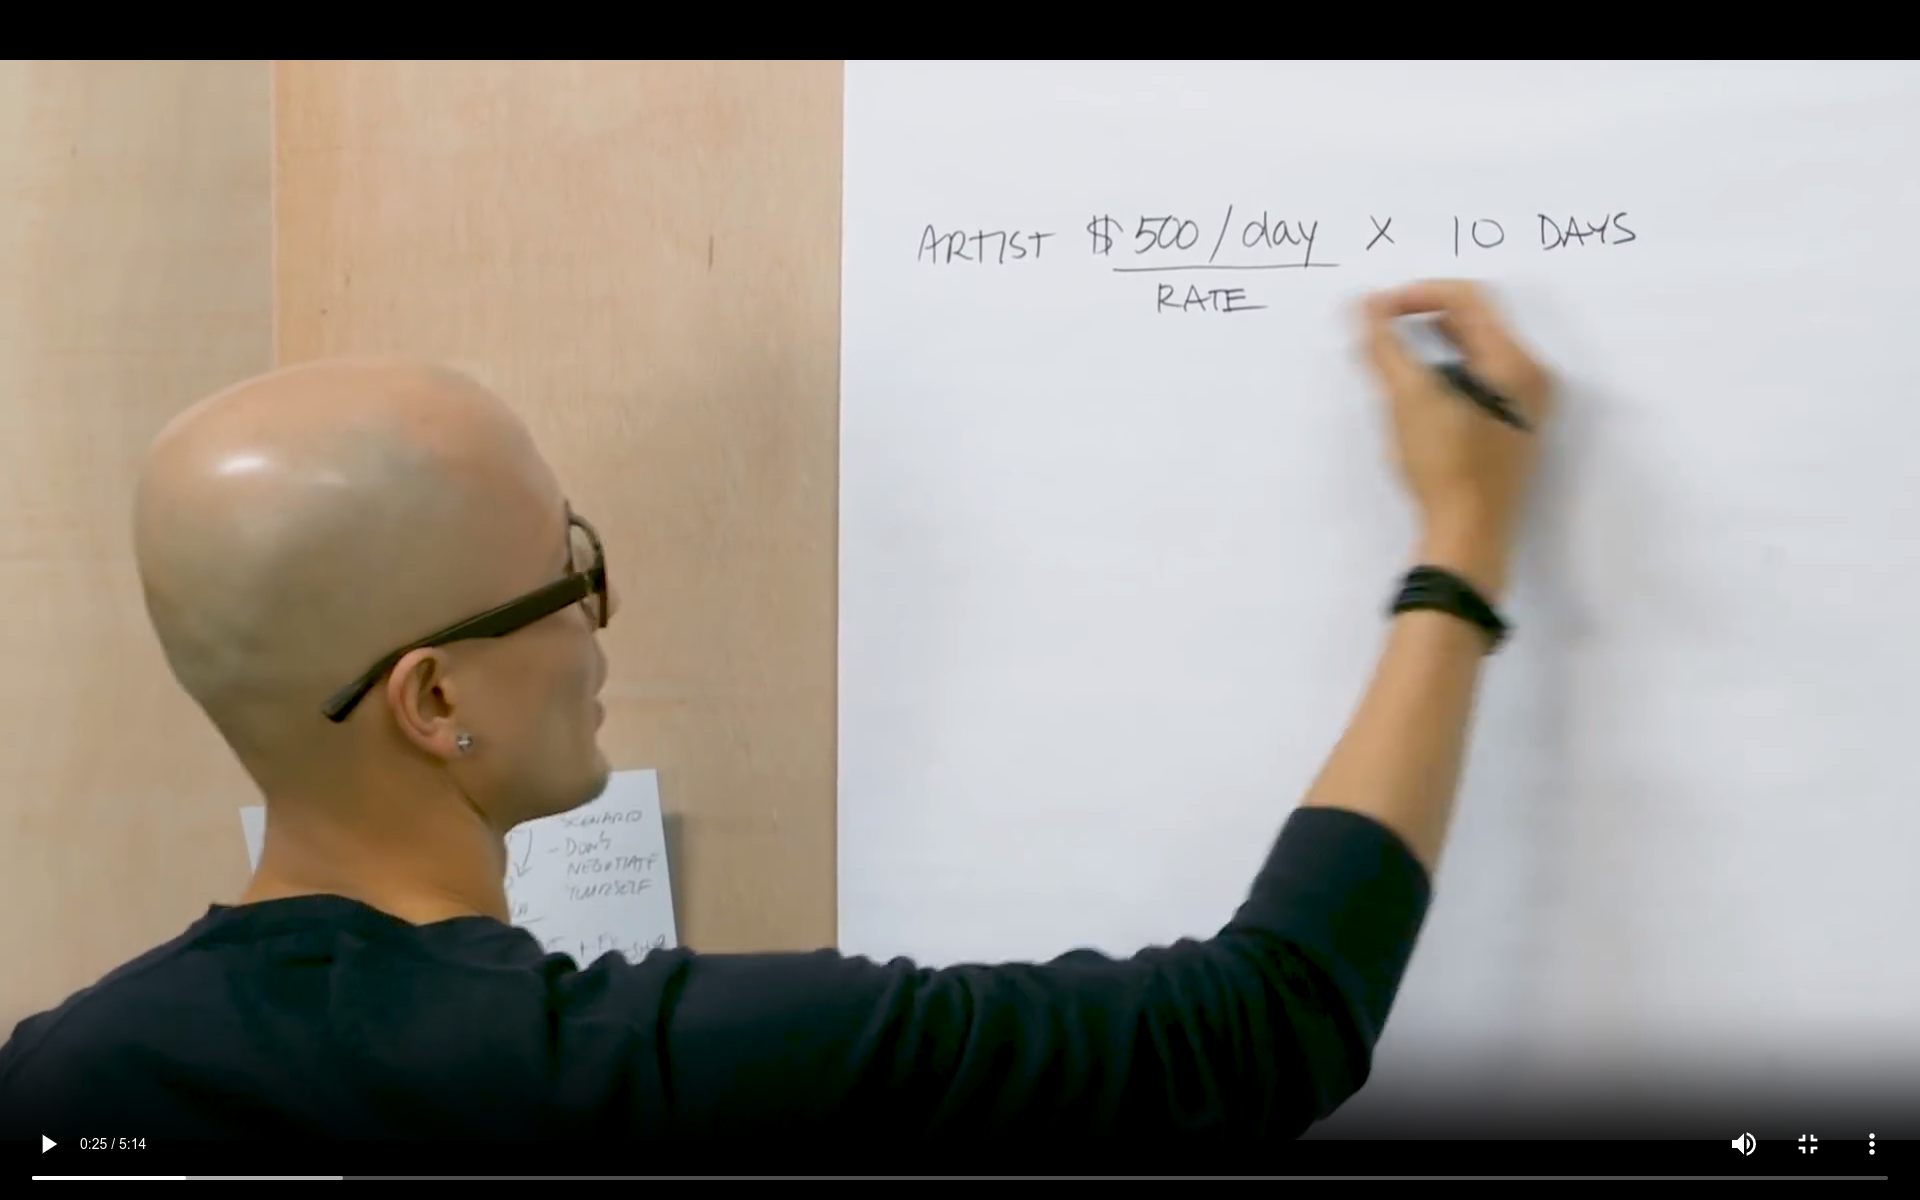 ARTIST $500/day X 10 DAYS
RATE
SCENARIO
- DON'T
NEGOTIATE
YOURSELF
0:25 / 5:14